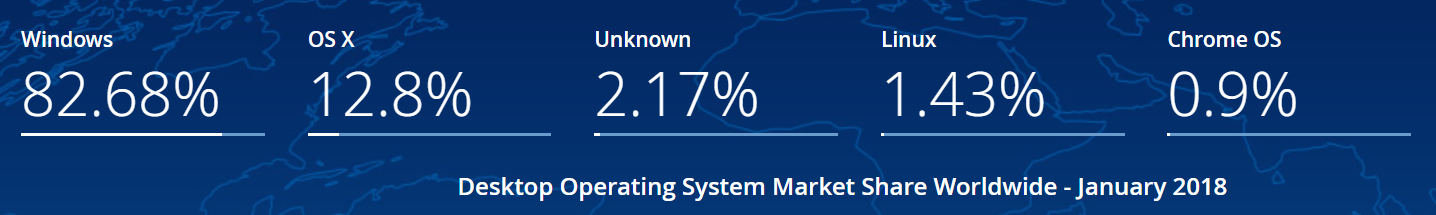 Windows OS X Unknown Linux Chrome OS
82.68% 12.8% 2.17% 1.43% 0.9%
Desktop Operating System Market Share Worldwide - January 2018